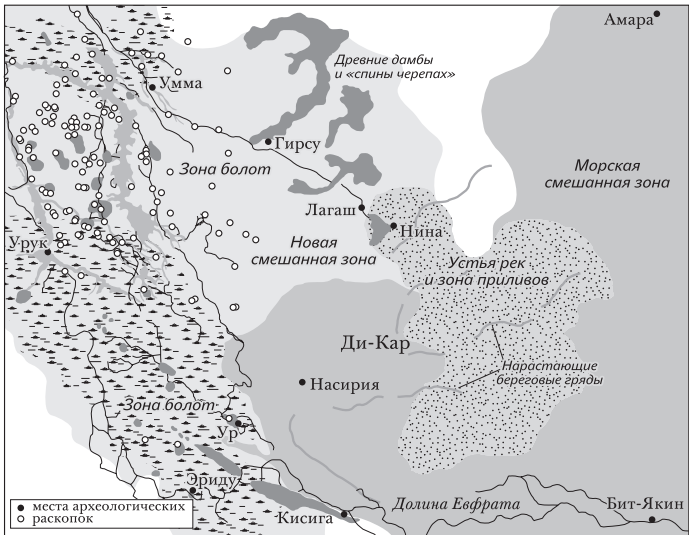 Амара
Древние дамбы
и «спины черепах»
Умма
Гирсу
Зона болот
Морская
смешанная зона
Лагаш
Нина
Урук
Новая
смешанная зона
Устья рек
и зона приливов
Ди-Кар
Насирия
Нарастающие
береговые гряды
Зона болот
Ур
Эриду
Кисига
Долина Евфрата
Бит-Якин
места археологических
раскопок